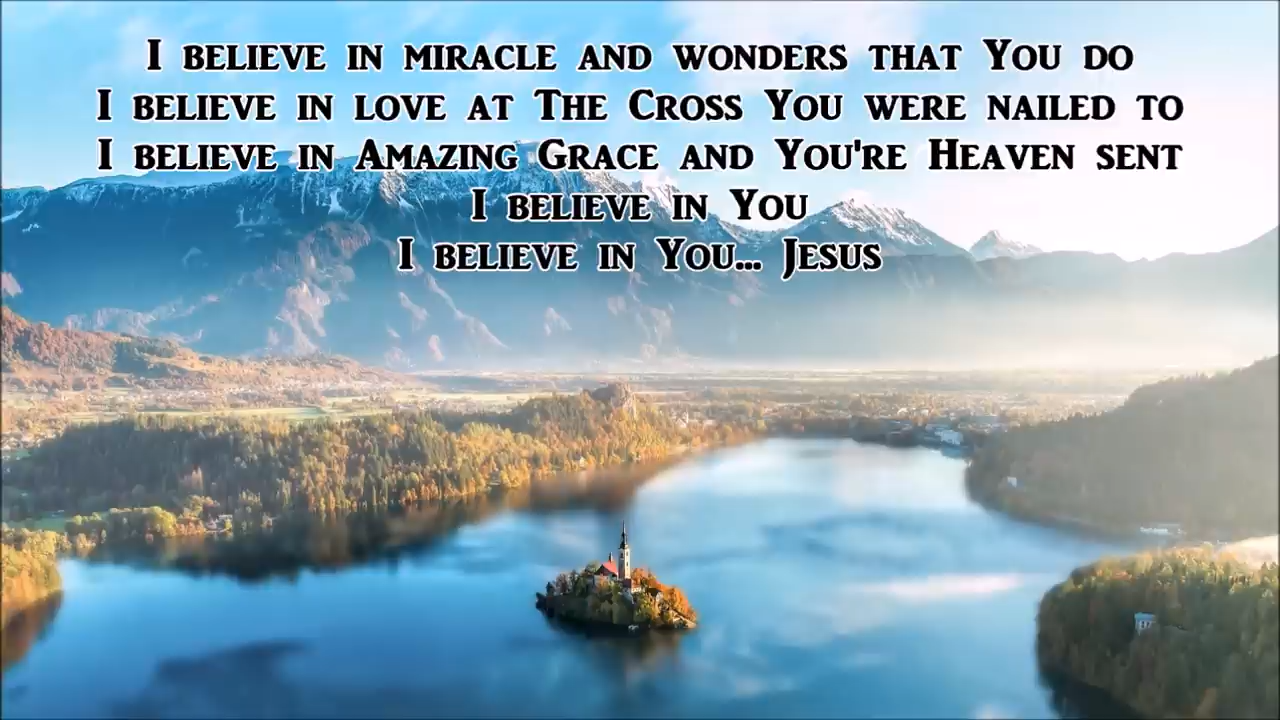 I believe in miracle and wonders that You do
I believe in love at The Cross You were nailed to
I believe in Amazing Grace and You're Heaven sent
I believe in You
I believe in You... Jesus